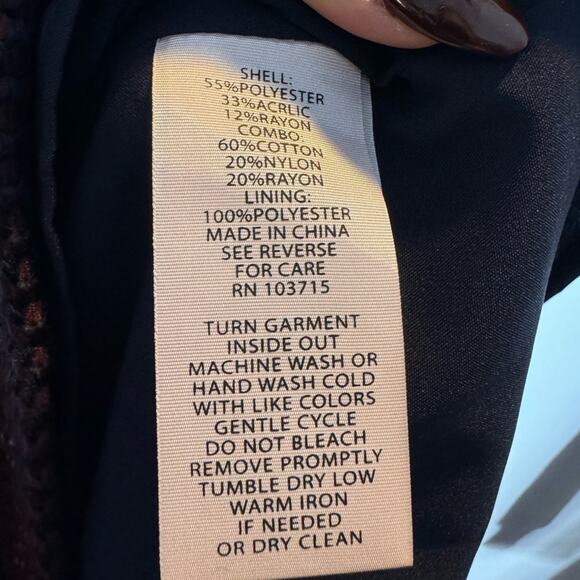 SHELL:
55%POLYESTER
33%ACRLIC
12%RAYON
COMBO
60%COTTON
20%NYLON
20%RAYON
LINING:
100%POLYESTER
MADE IN CHINA
SEE REVERSE
FOR CARE
RN 103715
TURN GARMENT
INSIDE OUT
MACHINE WASH OR
HAND WASH COLD
WITH LIKE COLORS
GENTLE CYCLE
DO NOT BLEACH
REMOVE PROMPTLY
TUMBLE DRY LOW
WARM IRON
IF NEEDED
OR DRY CLEAN